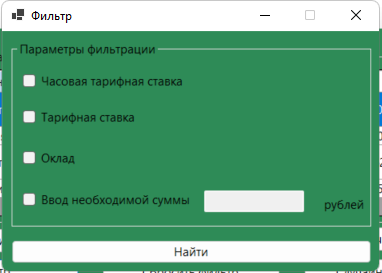 Фильтр
Параметры фильтрации
Часовая тарифная ставка
Тарифная ставка
Оклад
Ввод необходимой суммы
рублей
Найти